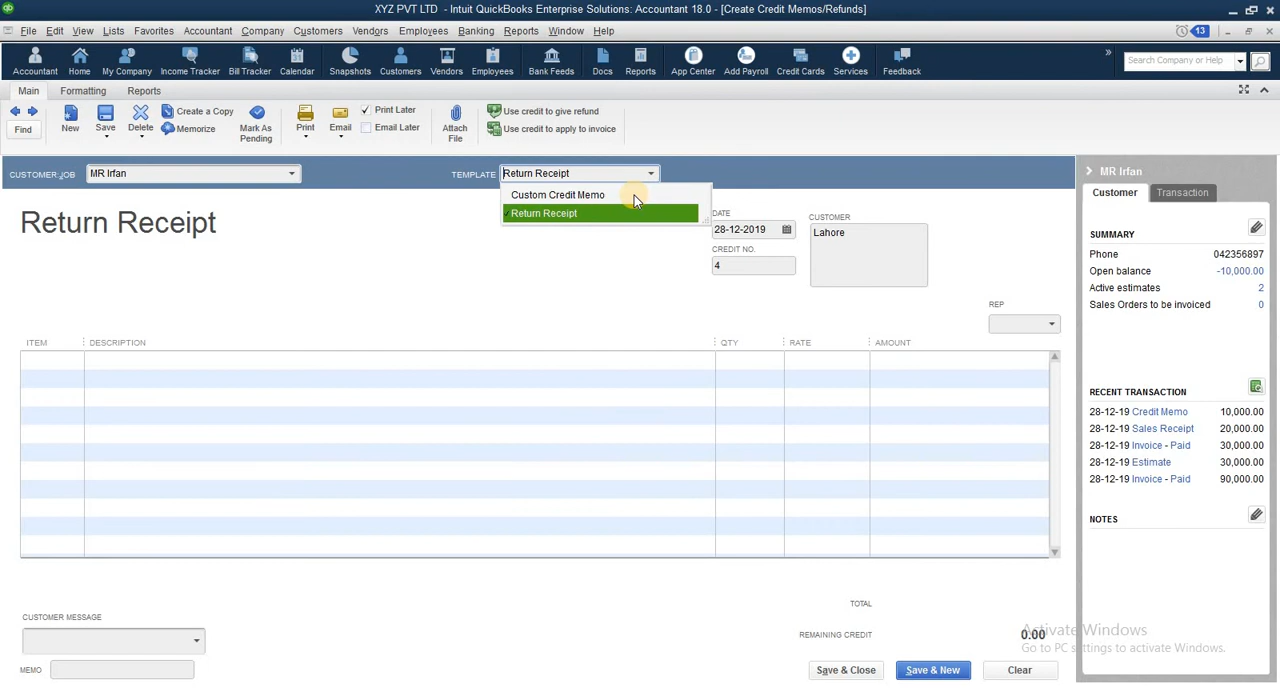 XYZ PVT LTD - Intuit QuickBooks Enterprise Solutions: Accountant 18.0 - [Create Credit Memos/Refunds]
File Edit View Lists Favorites Accountant Company Customers Vendors Employees Banking Reports Window Help 13
Accountant Home My Company Income Tracker Bill Tracker Calendar Snapshots Customers Vendors Employees Bank Feeds Docs Reports App Center Add Payroll Credit Cards Services Feedback » Search Company or Help
Main Formatting Reports
Find New Save Delete Create a Copy Memorize Mark As Pending Print Email Print Later Email Later Attach File Use credit to give refund Use credit to apply to invoice
CUSTOMER:JOB MR Irfan TEMPLATE Return Receipt
Custom Credit Memo
Return Receipt
Return Receipt
DATE
28-12-2019
CREDIT NO.
4
CUSTOMER
Lahore
REP
ITEM DESCRIPTION QTY RATE AMOUNT
TOTAL
CUSTOMER MESSAGE
REMAINING CREDIT 0.00
MEMO
Save & Close Save & New Clear
MR Irfan
Customer Transaction
SUMMARY
Phone 042356897
Open balance -10,000.00
Active estimates 2
Sales Orders to be invoiced 0
RECENT TRANSACTION
28-12-19 Credit Memo 10,000.00
28-12-19 Sales Receipt 20,000.00
28-12-19 Invoice - Paid 30,000.00
28-12-19 Estimate 30,000.00
28-12-19 Invoice - Paid 90,000.00
NOTES
Activate Windows
Go to PC settings to activate Windows.